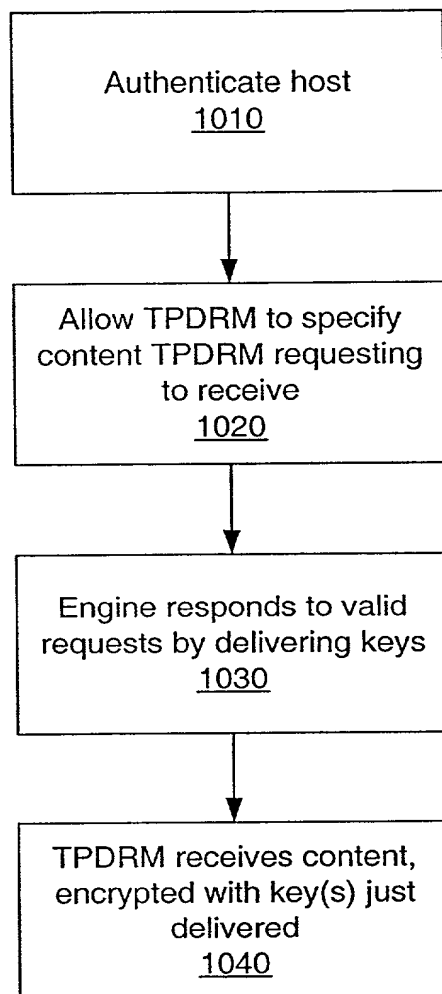 Authenticate host
1010
Allow TPDRM to specify
content TPDRM requesting
to receive
1020
Engine responds to valid
requests by delivering keys
1030
TPDRM receives content,
encrypted with key(s) just
delivered
1040